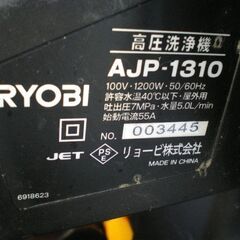 高圧洗浄機
RYOBI AJP-1310
100V・1200W・50/60Hz
許容水温40℃以下・屋外用
吐出圧7MPa・水量5.0L/min
始動電流55A
NO. 003445
JET PSE リョービ株式会社
MADE IN CHINA
6918623